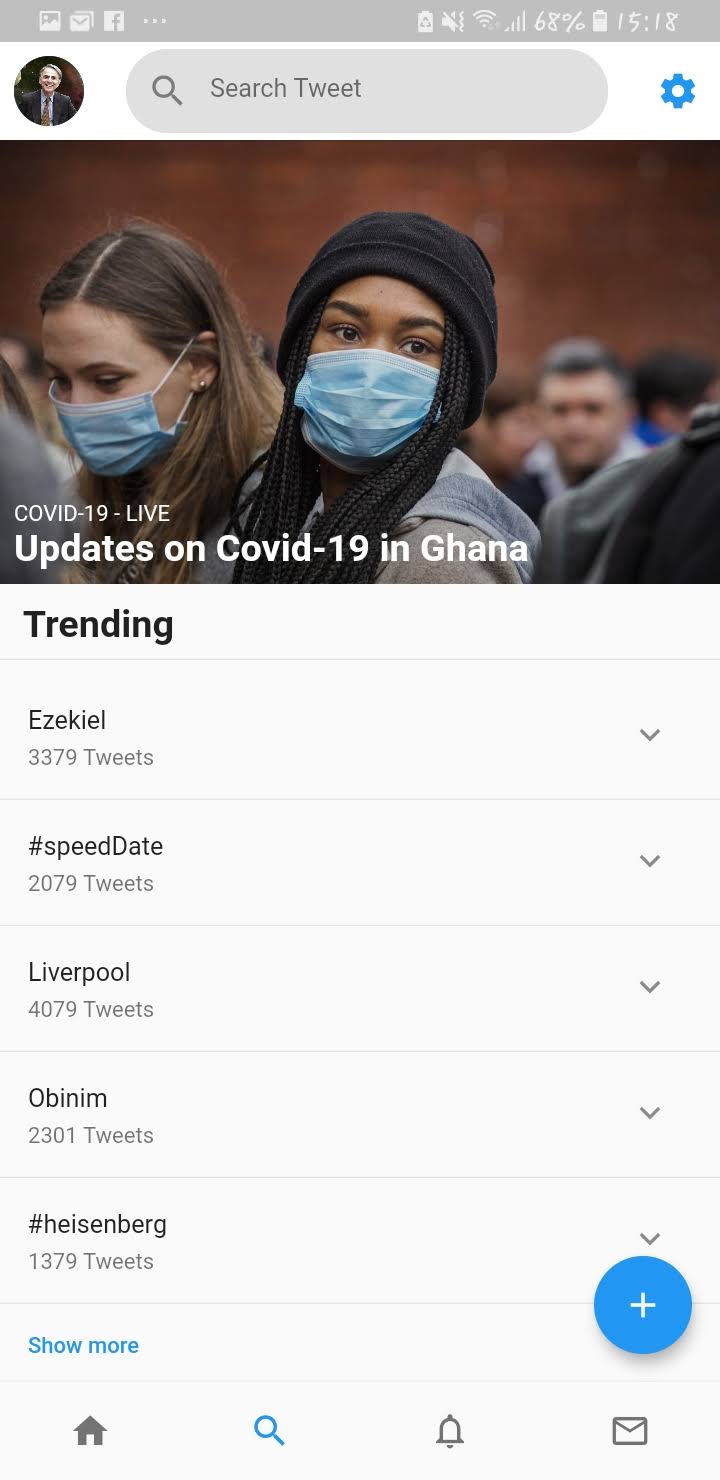 68% 15:18
Search Tweet
COVID-19 - LIVE
Updates on Covid-19 in Ghana
Trending
Ezekiel
3379 Tweets
#speedDate
2079 Tweets
Liverpool
4079 Tweets
Obinim
2301 Tweets
#heisenberg
1379 Tweets
Show more